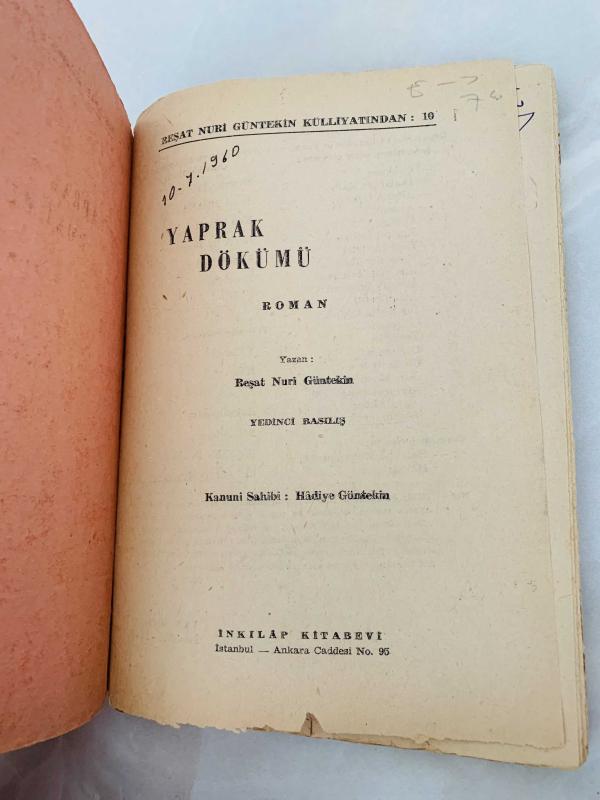 REŞAT NURİ GÜNTEKİN KÜLLİYATINDAN: 10
10-7-1960
YAPRAK
DÖKÜMÜ
ROMAN
Yazan :
Reşat Nuri Güntekin
YEDİNCİ BASILIŞ
Kanuni Sahibi : Hâdiye Güntekin
İNKILÂP KİTABEVİ
İstanbul — Ankara Caddesi No. 95